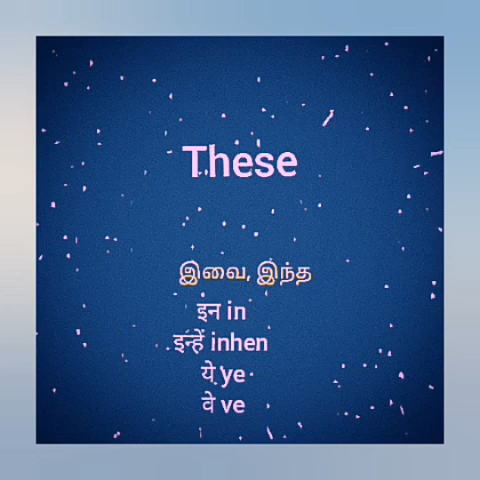 These
இவை, இந்த
इन in
इन्हें inhen
ये ye
वे ve